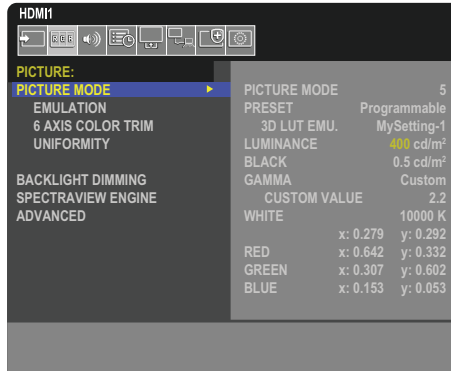 HDMI1
R G B
PICTURE:
PICTURE MODE
EMULATION
6 AXIS COLOR TRIM
UNIFORMITY
BACKLIGHT DIMMING
SPECTRAVIEW ENGINE
ADVANCED
PICTURE MODE 5
PRESET Programmable
3D LUT EMU. MySetting-1
LUMINANCE 400 cd/m²
BLACK 0.5 cd/m²
GAMMA Custom
CUSTOM VALUE 2.2
WHITE 10000 K
x: 0.279 y: 0.292
RED x: 0.642 y: 0.332
GREEN x: 0.307 y: 0.602
BLUE x: 0.153 y: 0.053